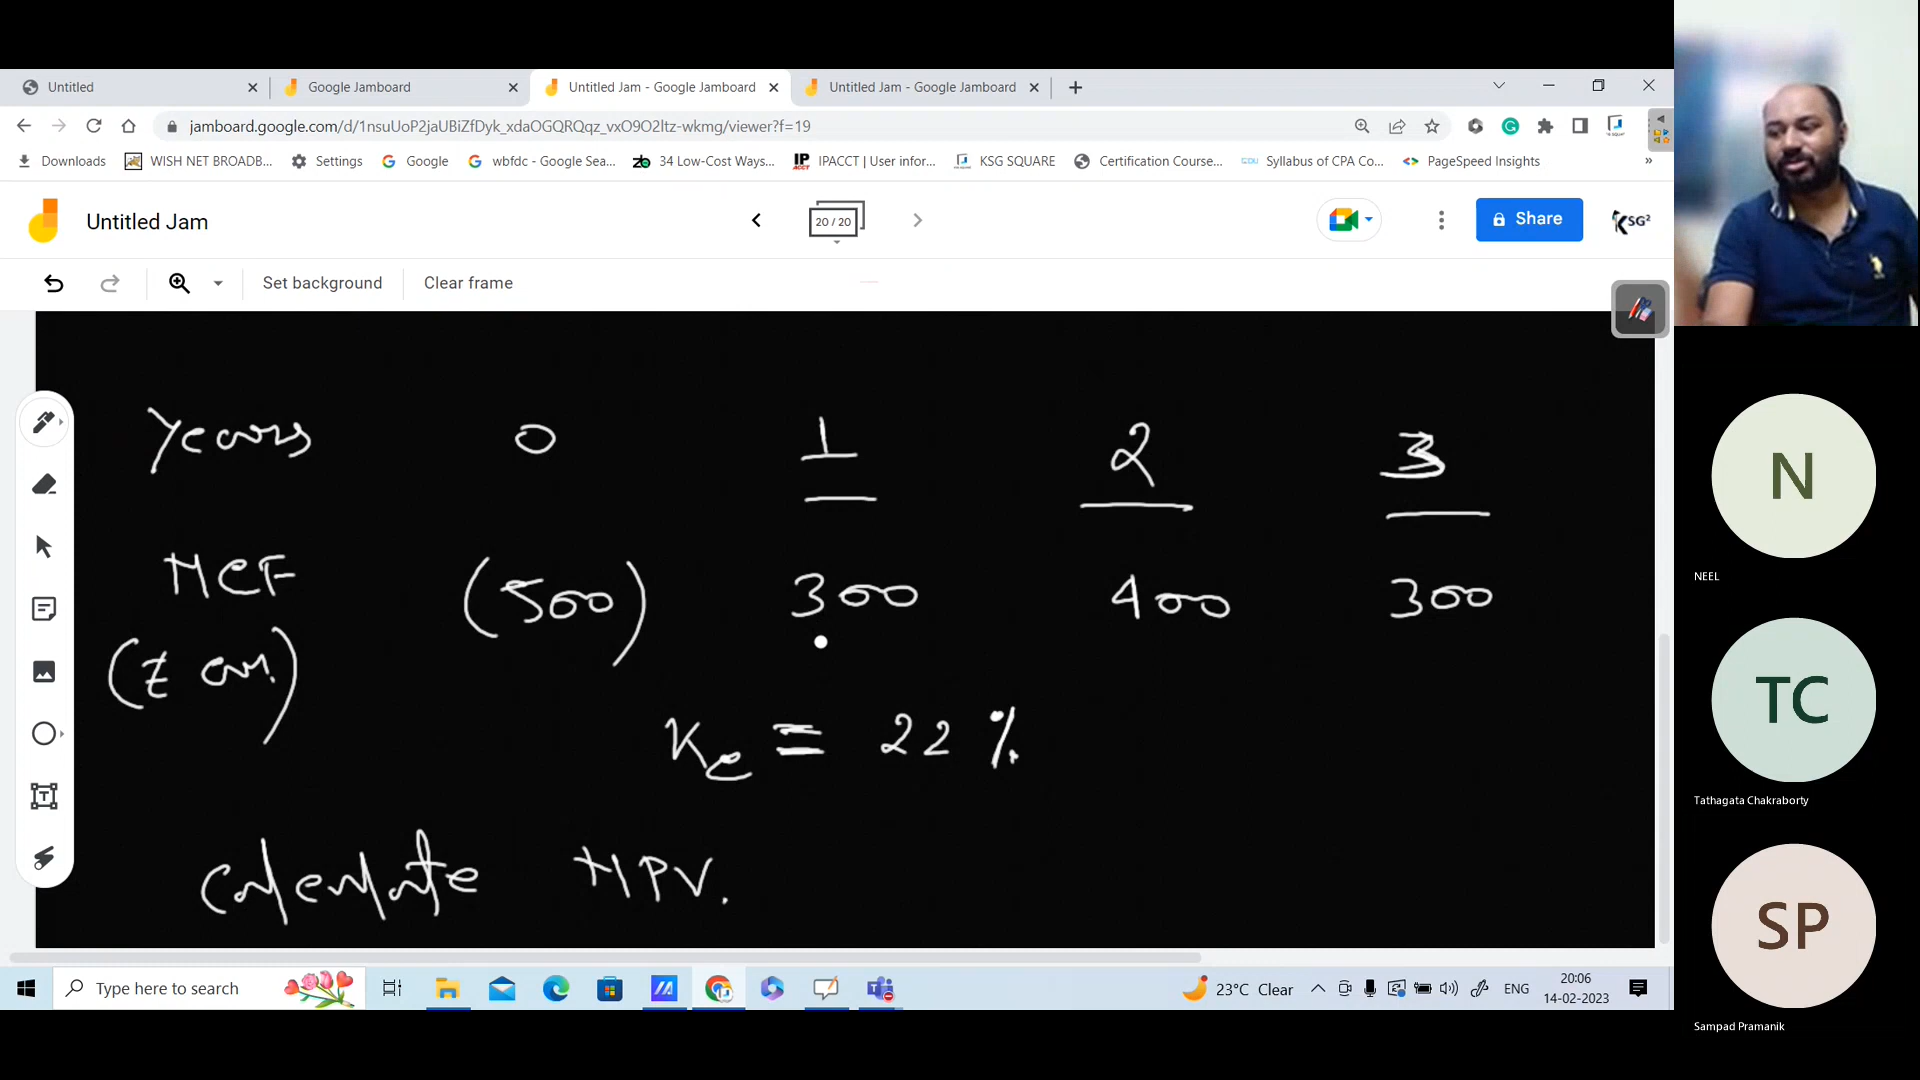 Untitled
Google Jamboard
Untitled Jam - Google Jamboard
Untitled Jam - Google Jamboard
jamboard.google.com/d/1nsuUoP2jaUBiZfDyk_xdaOGQRQqz_vxO9O2ltz-wkmg/viewer?f=19
Downloads WISH NET BROADB... Settings Google wbfdc - Google Sea... 34 Low-Cost Ways... IPACCT | User infor... KSG SQUARE Certification Course... Syllabus of CPA Co... PageSpeed Insights »
Untitled Jam
20 / 20
Share
KSG²
Set background
Clear frame
Years 0 1 2 3
NCF (500) 300 400 300
(₹ cr.)
Ke = 22 %
Calculate NPV.
N
NEEL
TC
Tathagata Chakraborty
SP
Sampad Pramanik
Type here to search
23°C Clear
ENG
20:06
14-02-2023